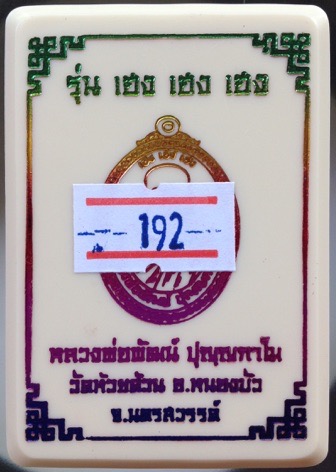 รุ่น เฮง เฮง เฮง
192
หลวงพ่อพัฒน์ ปุญฺญกาโม
วัดห้วยด้วน อ.หนองบัว
จ.นครสวรรค์